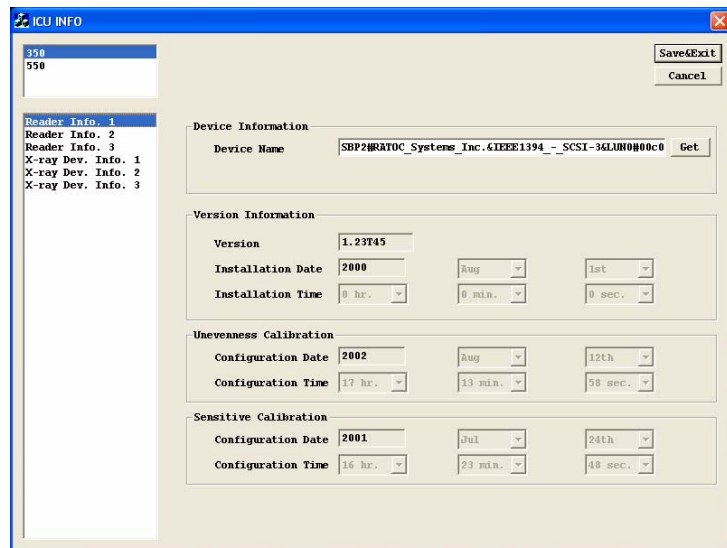 ICU INFO
350
550
Save&Exit
Cancel
Reader Info. 1
Reader Info. 2
Reader Info. 3
X-ray Dev. Info. 1
X-ray Dev. Info. 2
X-ray Dev. Info. 3
Device Information
Device Name SBP2#RATOC_Systems_Inc.&IEEE1394_-_SCSI-3&LUN0#00c0 Get
Version Information
Version 1.23T45
Installation Date 2000 Aug 1st
Installation Time 0 hr. 0 min. 0 sec.
Unevenness Calibration
Configuration Date 2002 Aug 12th
Configuration Time 17 hr. 13 min. 58 sec.
Sensitive Calibration
Configuration Date 2001 Jul 24th
Configuration Time 16 hr. 23 min. 48 sec.